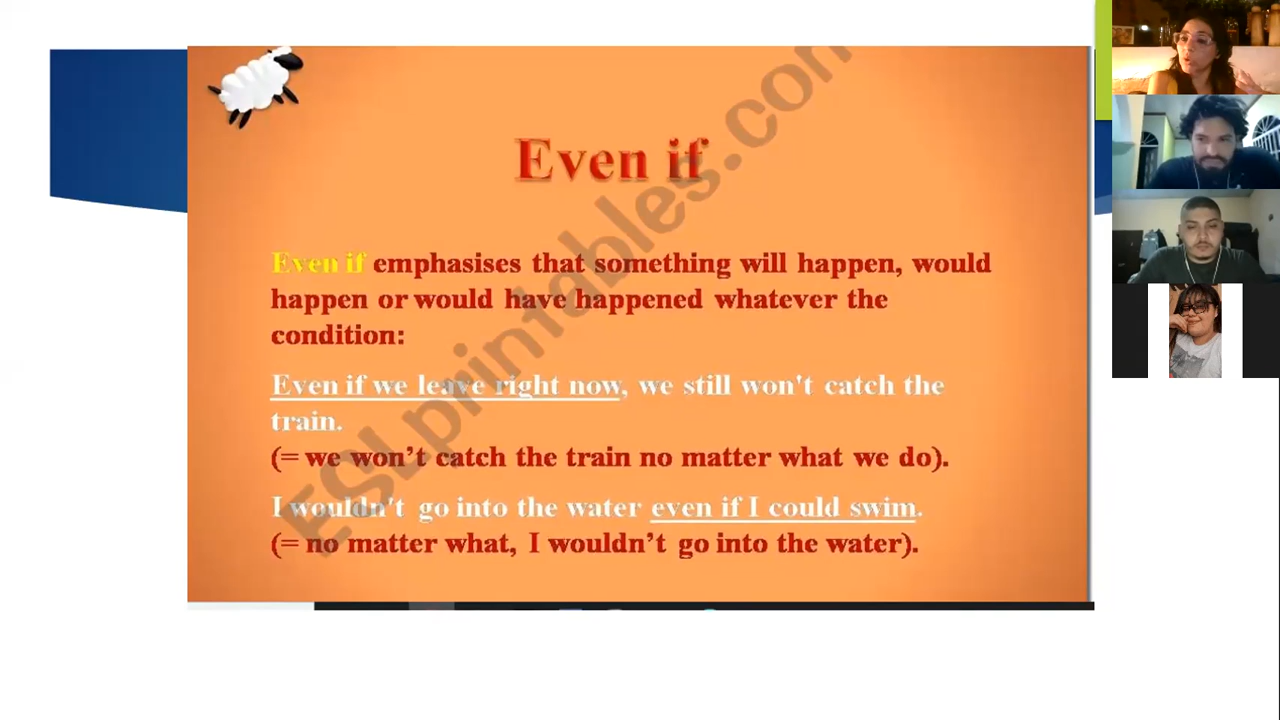 Even if
Even if emphasises that something will happen, would
happen or would have happened whatever the
condition:
Even if we leave right now, we still won't catch the
train.
(= we won’t catch the train no matter what we do).
I wouldn't go into the water even if I could swim.
(= no matter what, I wouldn’t go into the water).
ESLprintables.com